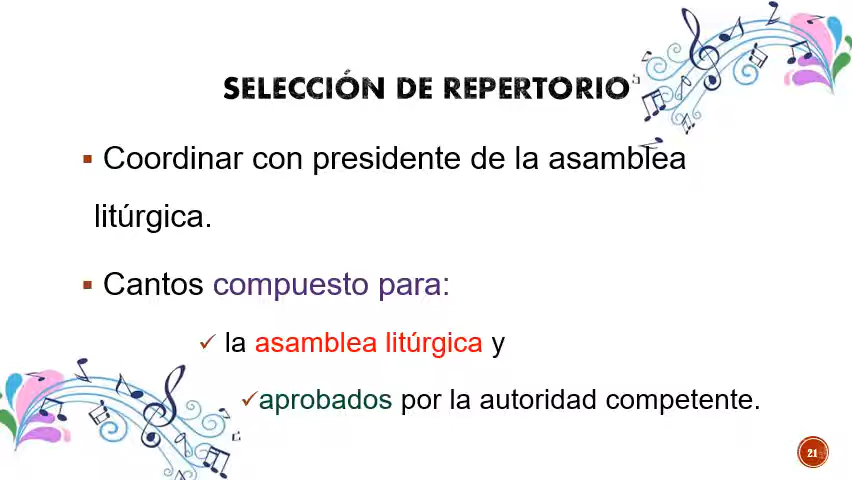 SELECCIÓN DE REPERTORIO
▪ Coordinar con presidente de la asamblea
litúrgica.
▪ Cantos compuesto para:
✓ la asamblea litúrgica y
✓aprobados por la autoridad competente.
21